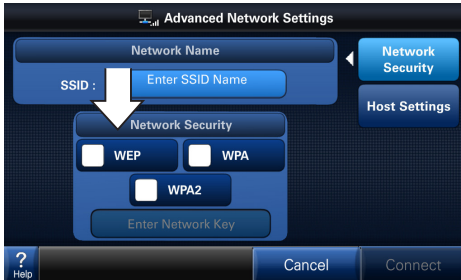 Advanced Network Settings
Network Name
SSID :
Enter SSID Name
Network Security
WEP
WPA
WPA2
Enter Network Key
Network
Security
Host Settings
?
Help
Cancel
Connect